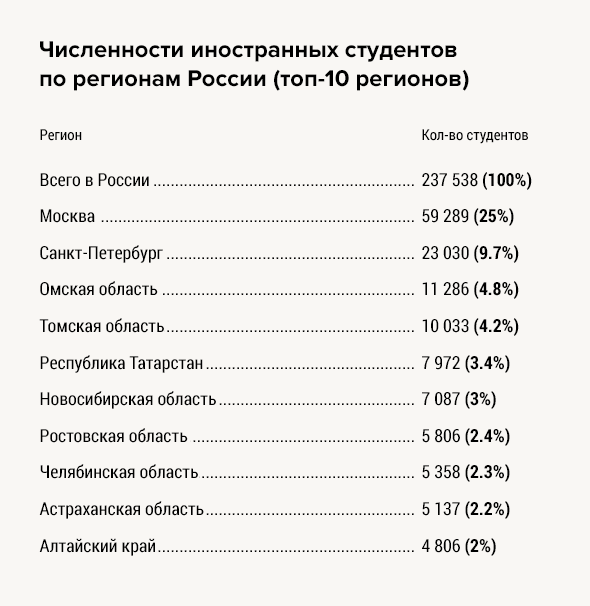 Численности иностранных студентов
по регионам России (топ-10 регионов)
Регион Кол-во студентов
Всего в России ........................ 237 538 (100%)
Москва ........................ 59 289 (25%)
Санкт-Петербург ........................ 23 030 (9.7%)
Омская область ........................ 11 286 (4.8%)
Томская область ........................ 10 033 (4.2%)
Республика Татарстан ........................ 7 972 (3.4%)
Новосибирская область ........................ 7 087 (3%)
Ростовская область ........................ 5 806 (2.4%)
Челябинская область ........................ 5 358 (2.3%)
Астраханская область ........................ 5 137 (2.2%)
Алтайский край ........................ 4 806 (2%)